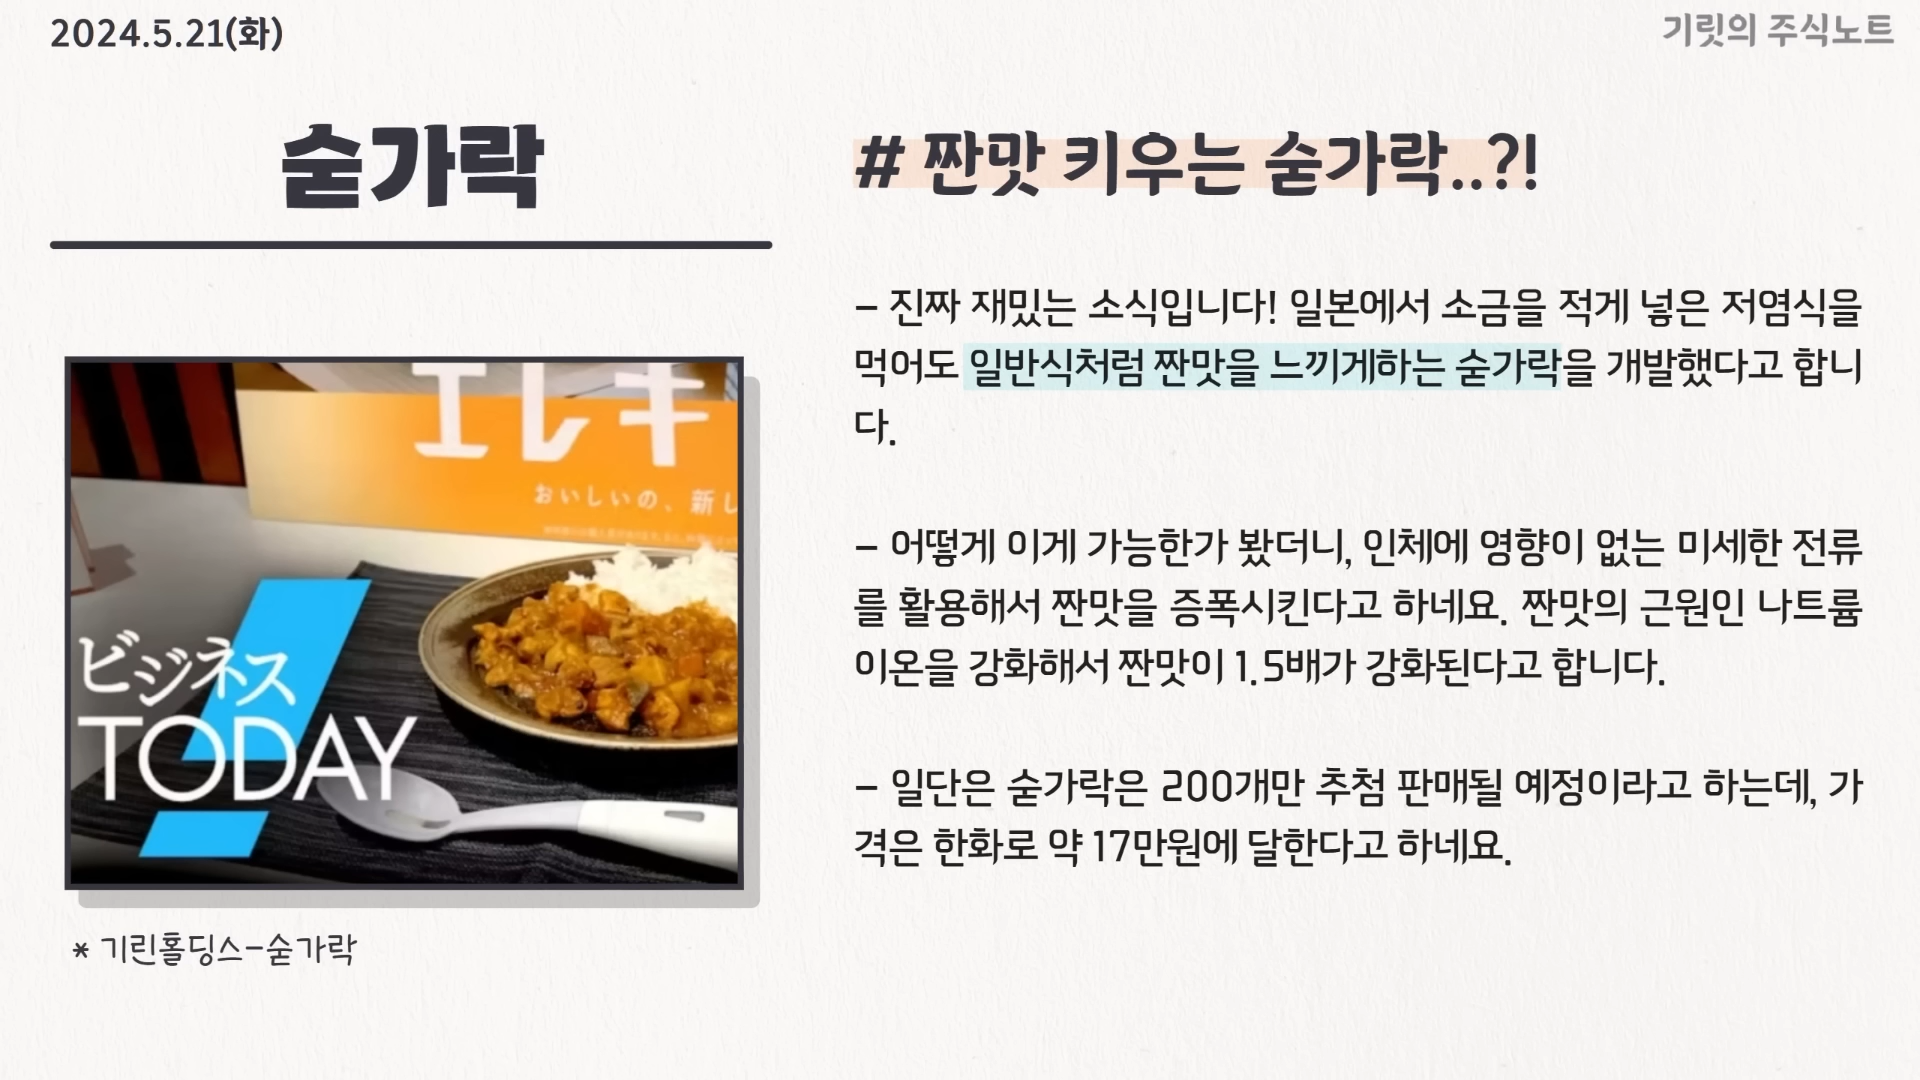 2024.5.21(화)
기릿의 주식노트
숟가락
エレキ
おいしいの、新し
ビジネス
TODAY
* 기린홀딩스-숟가락
# 짠맛 키우는 숟가락..?!
- 진짜 재밌는 소식입니다! 일본에서 소금을 적게 넣은 저염식을
먹어도 일반식처럼 짠맛을 느끼게하는 숟가락을 개발했다고 합니
다.
- 어떻게 이게 가능한가 봤더니, 인체에 영향이 없는 미세한 전류
를 활용해서 짠맛을 증폭시킨다고 하네요. 짠맛의 근원인 나트륨
이온을 강화해서 짠맛이 1.5배가 강화된다고 합니다.
- 일단은 숟가락은 200개만 추첨 판매될 예정이라고 하는데, 가
격은 한화로 약 17만원에 달한다고 하네요.